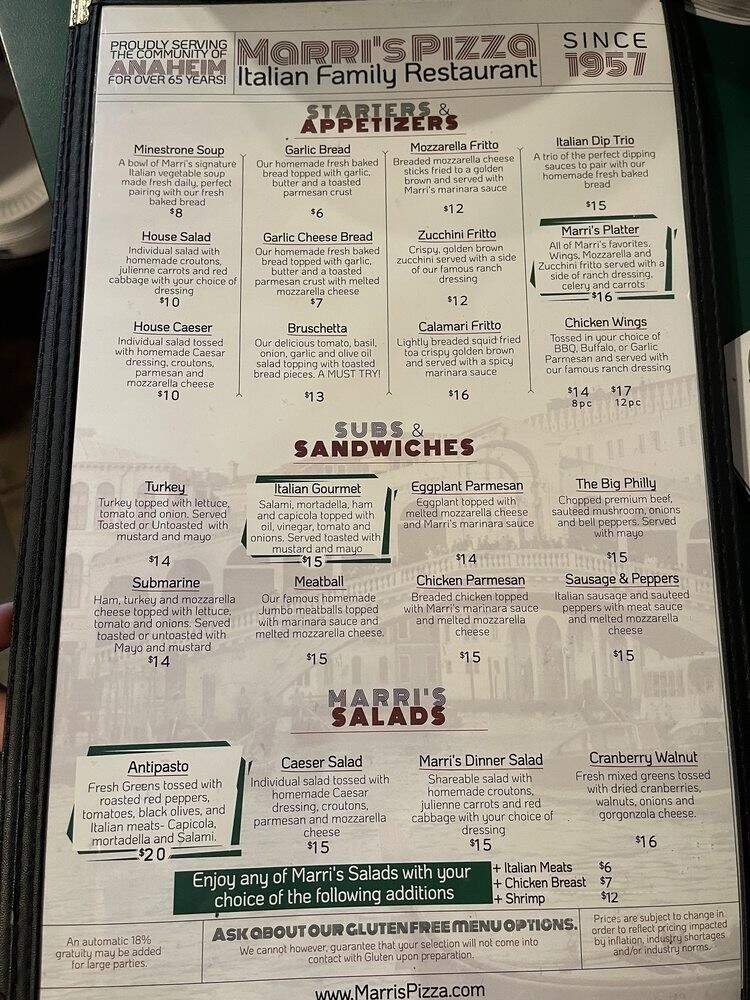 PROUDLY SERVING
THE COMMUNITY OF
ANAHEIM
FOR OVER 65 YEARS!
MARRI'S PIZZA
Italian Family Restaurant
SINCE
1957
STARTERS &
APPETIZERS
Minestrone Soup
A bowl of Marri's signature
Italian vegetable soup
made fresh daily, perfect
pairing with our fresh
baked bread
$8
Garlic Bread
Our homemade fresh baked
bread topped with garlic,
butter and a toasted
parmesan crust
$6
Mozzarella Fritto
Breaded mozzarella cheese
sticks fried to a golden
brown and served with
Marri's marinara sauce
$12
Italian Dip Trio
A trio of the perfect dipping
sauces to pair with our
homemade fresh baked
bread
$15
House Salad
Individual salad with
homemade croutons,
julienne carrots and red
cabbage with your choice of
dressing
$10
Garlic Cheese Bread
Our homemade fresh baked
bread topped with garlic,
butter and a toasted
parmesan crust with melted
mozzarella cheese
$7
Zucchini Fritto
Crispy, golden brown
zucchini served with a side
of our famous ranch
dressing
$12
Marri's Platter
All of Marri's favorites.
Wings, Mozzarella and
Zucchini fritto served with a
side of ranch dressing,
celery and carrots
$16
House Caeser
Individual salad tossed
with homemade Caesar
dressing, croutons,
parmesan and
mozzarella cheese
$10
Bruschetta
Our delicious tomato, basil,
onion, garlic and olive oil
salad topping with toasted
bread pieces. A MUST TRY!
$13
Calamari Fritto
Lightly breaded squid fried
toa crispy golden brown
and served with a spicy
marinara sauce
$16
Chicken Wings
Tossed in your choice of
BBQ, Buffalo, or Garlic
Parmesan and served with
our famous ranch dressing
$14 $17
8pc 12pc
SUBS &
SANDWICHES
Turkey
Turkey topped with lettuce,
tomato and onion. Served
Toasted or Untoasted with
mustard and mayo
$14
Italian Gourmet
Salami, mortadella, ham
and capicola topped with
oil, vinegar, tomato and
onions. Served toasted with
mustard and mayo
$15
Eggplant Parmesan
Eggplant topped with
melted mozzarella cheese
and Marri's marinara sauce
$14
The Big Philly
Chopped premium beef,
sauteed mushroom, onions
and bell peppers. Served
with mayo
$15
Submarine
Ham, turkey and mozzarella
cheese topped with lettuce,
tomato and onions. Served
toasted or untoasted with
Mayo and mustard
$14
Meatball
Our famous homemade
Jumbo meatballs topped
with marinara sauce and
melted mozzarella cheese.
$15
Chicken Parmesan
Breaded chicken topped
with Marri's marinara sauce
and melted mozzarella
cheese
$15
Sausage & Peppers
Italian sausage and sauteed
peppers with meat sauce
and melted mozzarella
cheese
$15
MARRI'S
SALADS
Antipasto
Fresh Greens tossed with
roasted red peppers,
tomatoes, black olives, and
Italian meats- Capicola,
mortadella and Salami.
$20
Caeser Salad
Individual salad tossed with
homemade Caesar
dressing, croutons,
parmesan and mozzarella
cheese
$15
Marri's Dinner Salad
Shareable salad with
homemade croutons,
julienne carrots and red
cabbage with your choice of
dressing
$15
Cranberry Walnut
Fresh mixed greens tossed
with dried cranberries,
walnuts, onions and
gorgonzola cheese.
$16
Enjoy any of Marri's Salads with your
choice of the following additions
+ Italian Meats $6
+ Chicken Breast $7
+ Shrimp $12
An automatic 18%
gratuity may be added
for large parties.
ASK ABOUT OUR GLUTEN FREE MENU OPTIONS.
We cannot however, guarantee that your selection will not come into
contact with Gluten upon preparation.
Prices are subject to change in
order to reflect pricing impacted
by inflation, industry shortages
and/or industry norms.
www.MarrisPizza.com